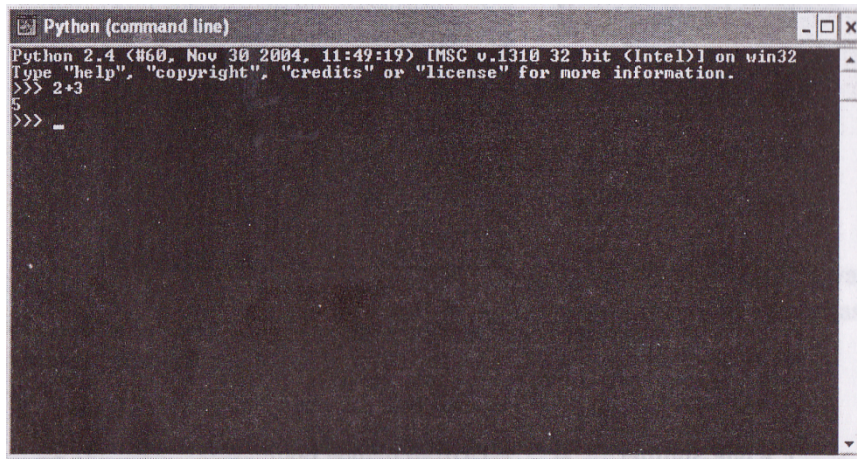 Python (command line)
Python 2.4 (#60, Nov 30 2004, 11:49:19) [MSC v.1310 32 bit (Intel)] on win32
Type "help", "copyright", "credits" or "license" for more information.
>>> 2+3
5
>>>